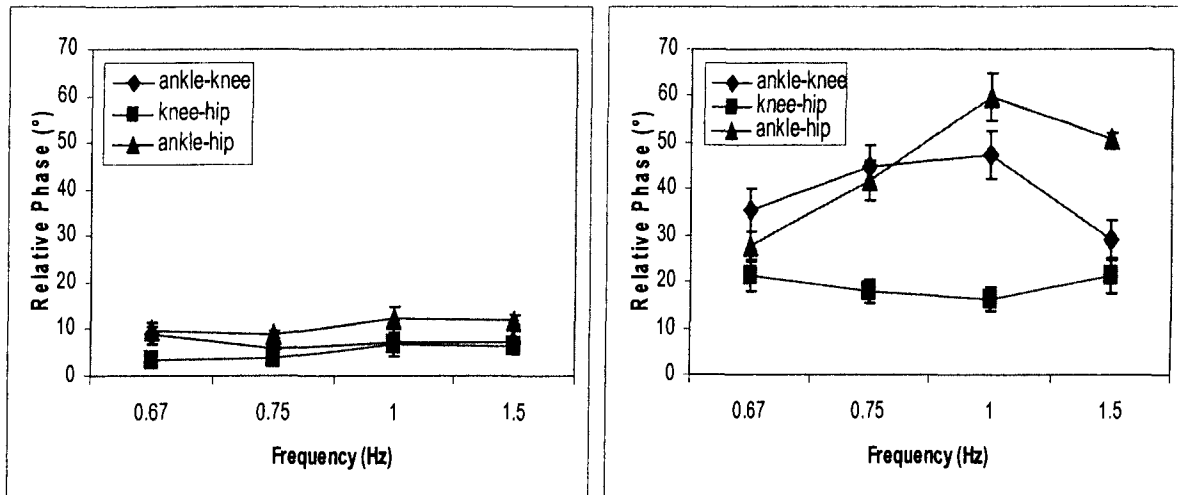 70
60
50
40
30
20
10
0
Relative Phase (°)
ankle-knee
knee-hip
ankle-hip
0.67 0.75 1 1.5
Frequency (Hz)
70
60
50
40
30
20
10
0
Relative Phase (°)
ankle-knee
knee-hip
ankle-hip
0.67 0.75 1 1.5
Frequency (Hz)